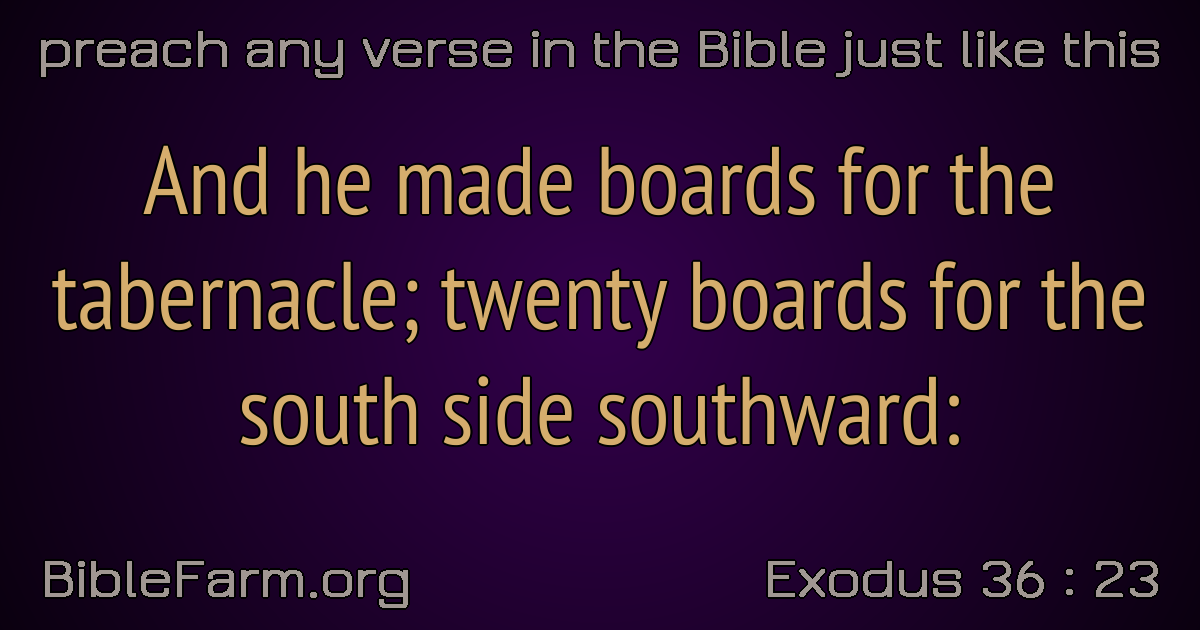 preach any verse in the Bible just like this
And he made boards for the
tabernacle; twenty boards for the
south side southward:
BibleFarm.org
Exodus 36 : 23